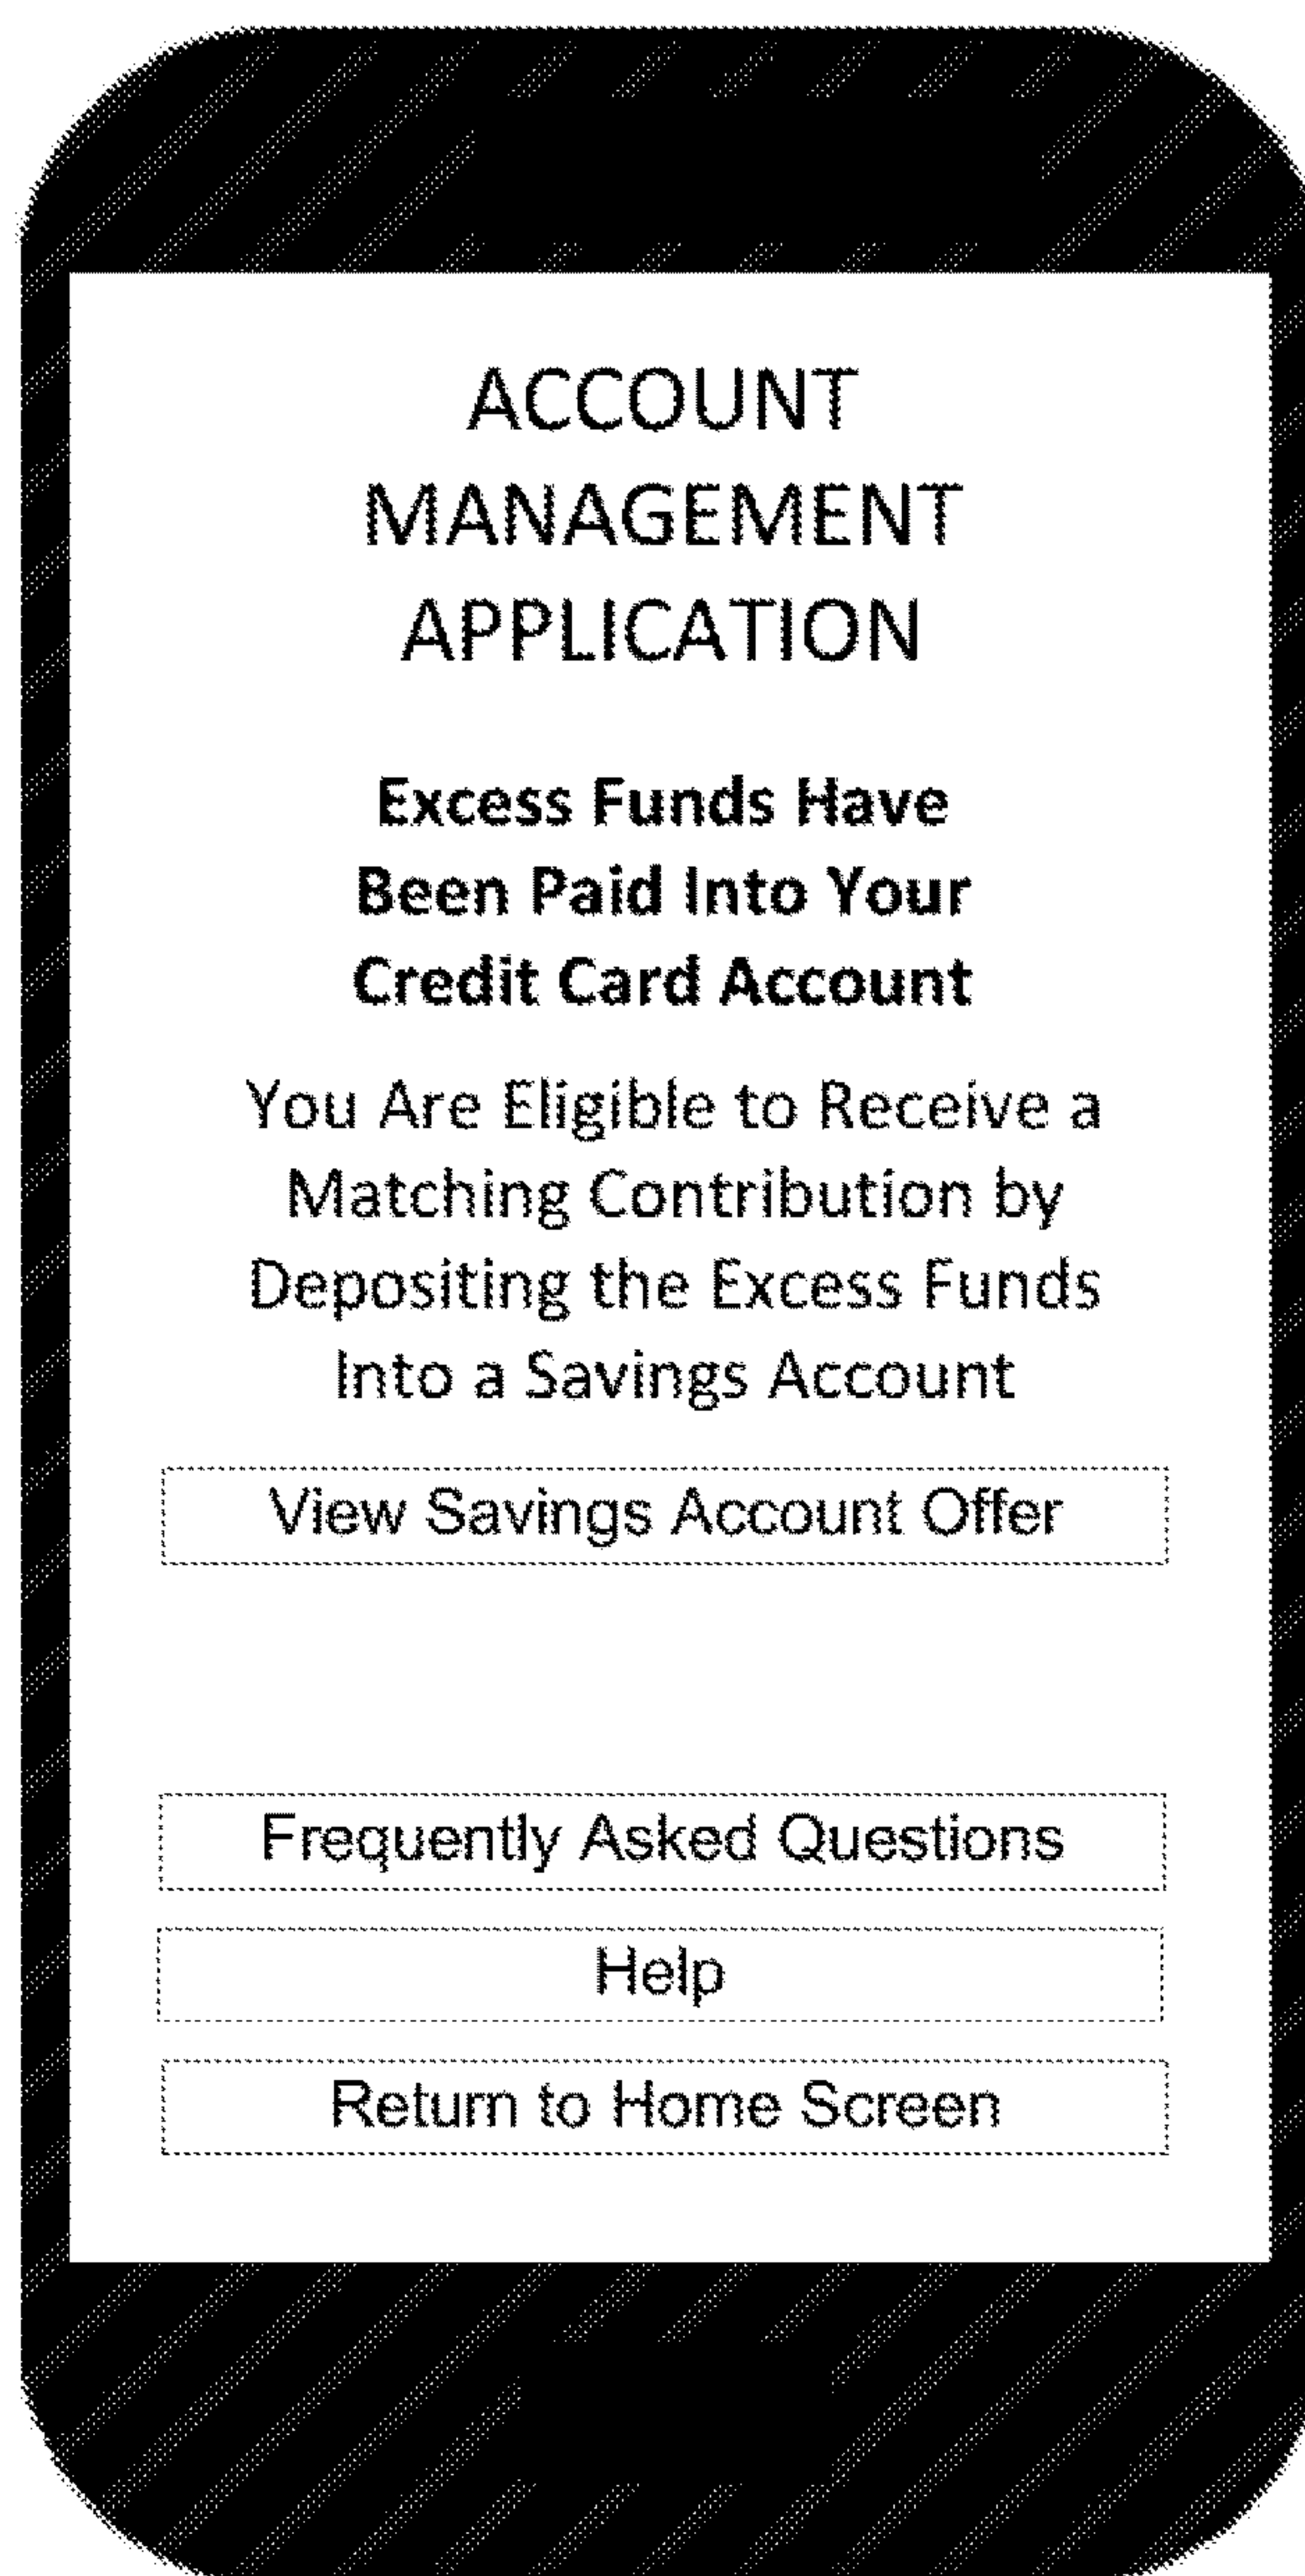 ACCOUNT
MANAGEMENT
APPLICATION
Excess Funds Have
Been Paid Into Your
Credit Card Account
You Are Eligible to Receive a
Matching Contribution by
Depositing the Excess Funds
Into a Savings Account
View Savings Account Offer
Frequently Asked Questions
Help
Return to Home Screen